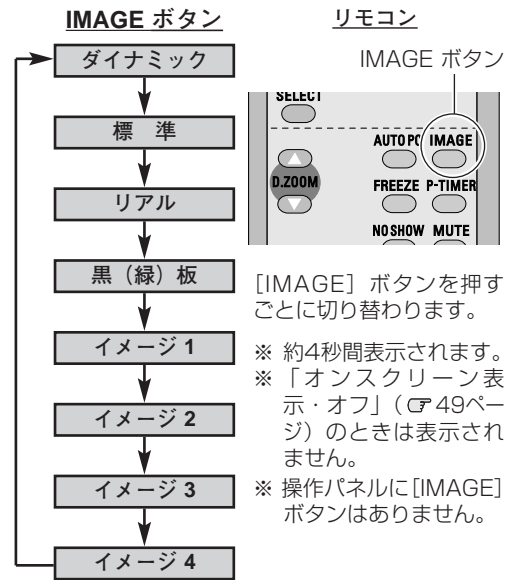 IMAGE ボタン
ダイナミック
標 準
リアル
黒（緑）板
イメージ 1
イメージ 2
イメージ 3
イメージ 4
リモコン
IMAGE ボタン
SELECT
AUTO PC IMAGE
D.ZOOM
FREEZE P-TIMER
NO SHOW MUTE
［IMAGE］ボタンを押す
ごとに切り替わります。
※ 約4秒間表示されます。
※「オンスクリーン表
示・オフ」（☞49ペー
ジ）のときは表示され
ません。
※ 操作パネルに［IMAGE］
ボタンはありません。